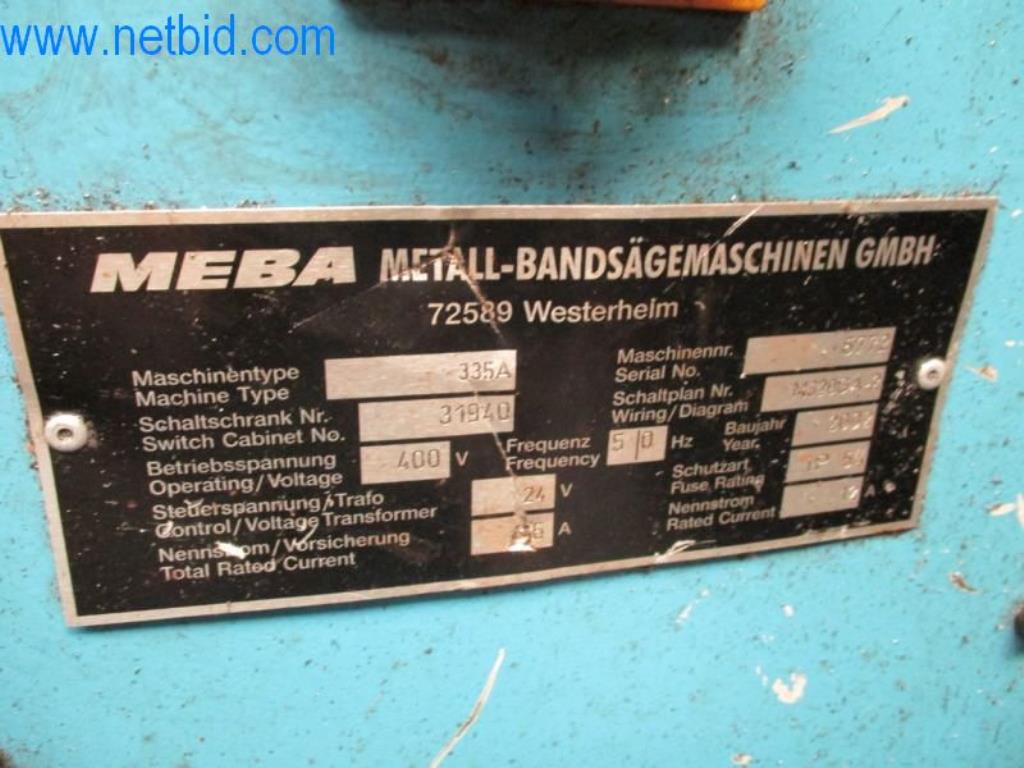 www.netbid.com
MEBA METALL-BANDSÄGEMASCHINEN GMBH
72589 Westerheim
Maschinentype 335A
Machine Type
Schaltschrank Nr. 31940
Switch Cabinet No.
Betriebsspannung 400 V
Operating/Voltage
Frequenz 50 Hz
Frequency
Steuerspannung/Trafo 24 V
Control/Voltage Transformer
Nennstrom/Vorsicherung A
Total Rated Current
Maschinennr.
Serial No.
Schaltplan Nr.
Wiring/Diagram
Baujahr
Year.
Schutzart IP 54
Fuse Rating
Nennstrom A
Rated Current